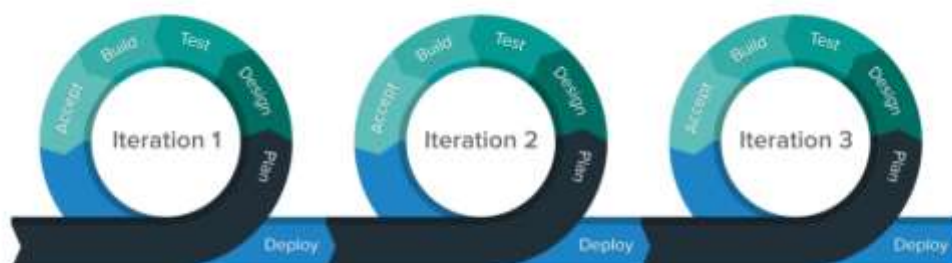 Build Test
Accept Design
Iteration 1
Plan
Deploy
Build Test
Accept Design
Iteration 2
Plan
Deploy
Build Test
Accept Design
Iteration 3
Plan
Deploy